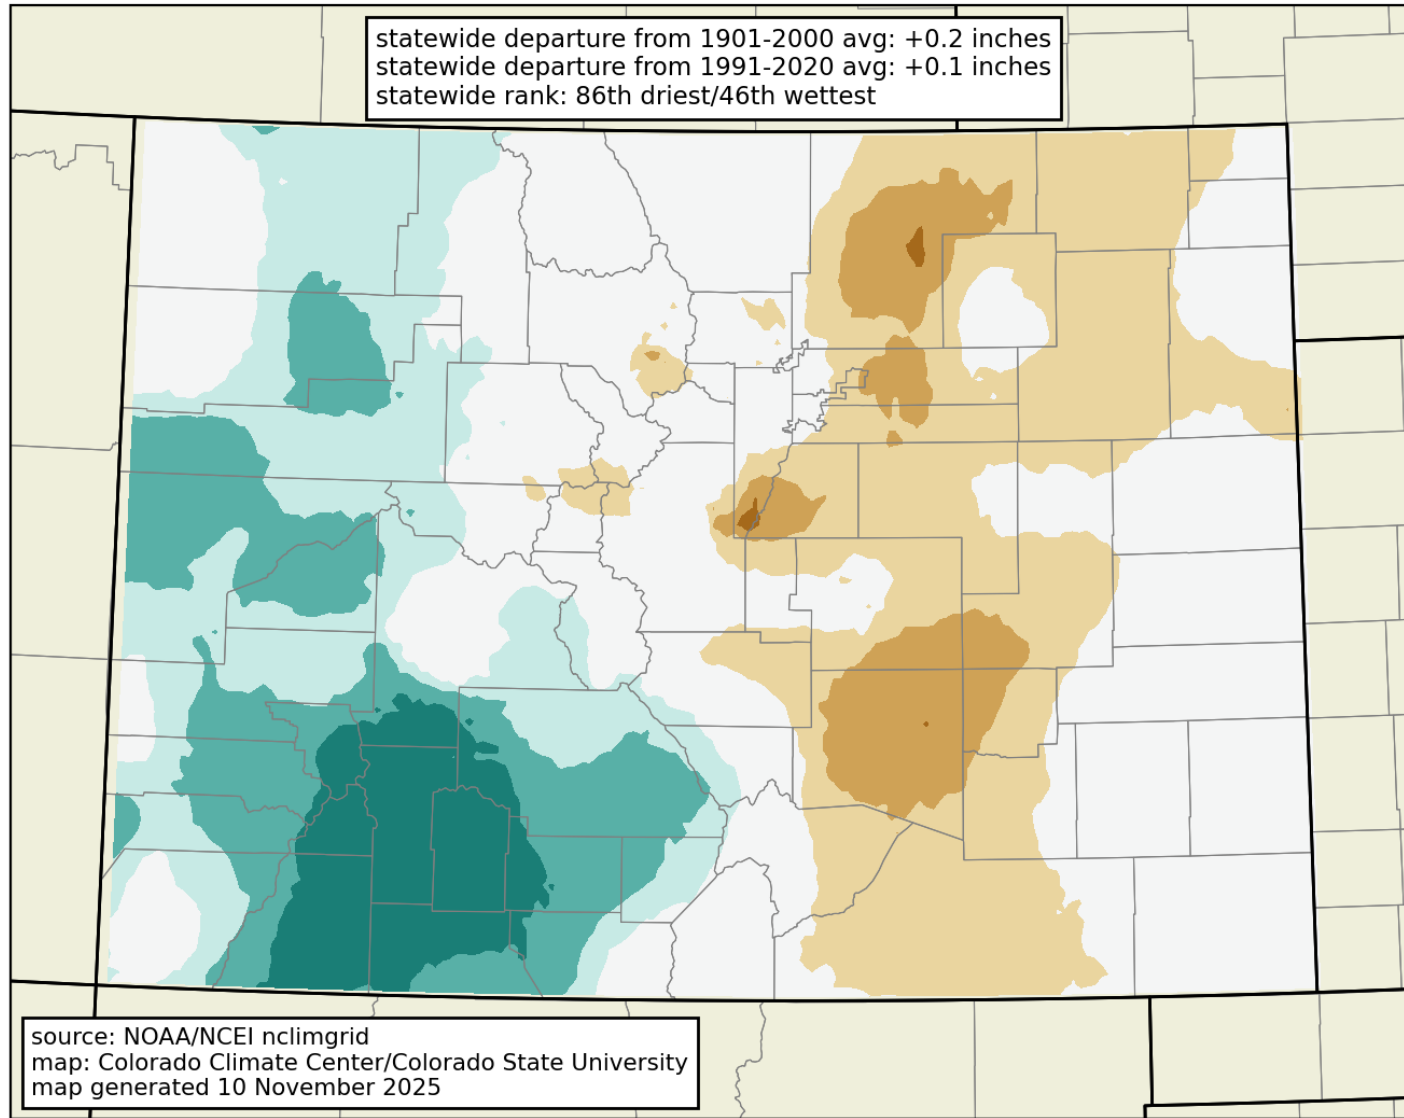 statewide departure from 1901-2000 avg: +0.2 inches
statewide departure from 1991-2020 avg: +0.1 inches
statewide rank: 86th driest/46th wettest
source: NOAA/NCEI nclimgrid
map: Colorado Climate Center/Colorado State University
map generated 10 November 2025